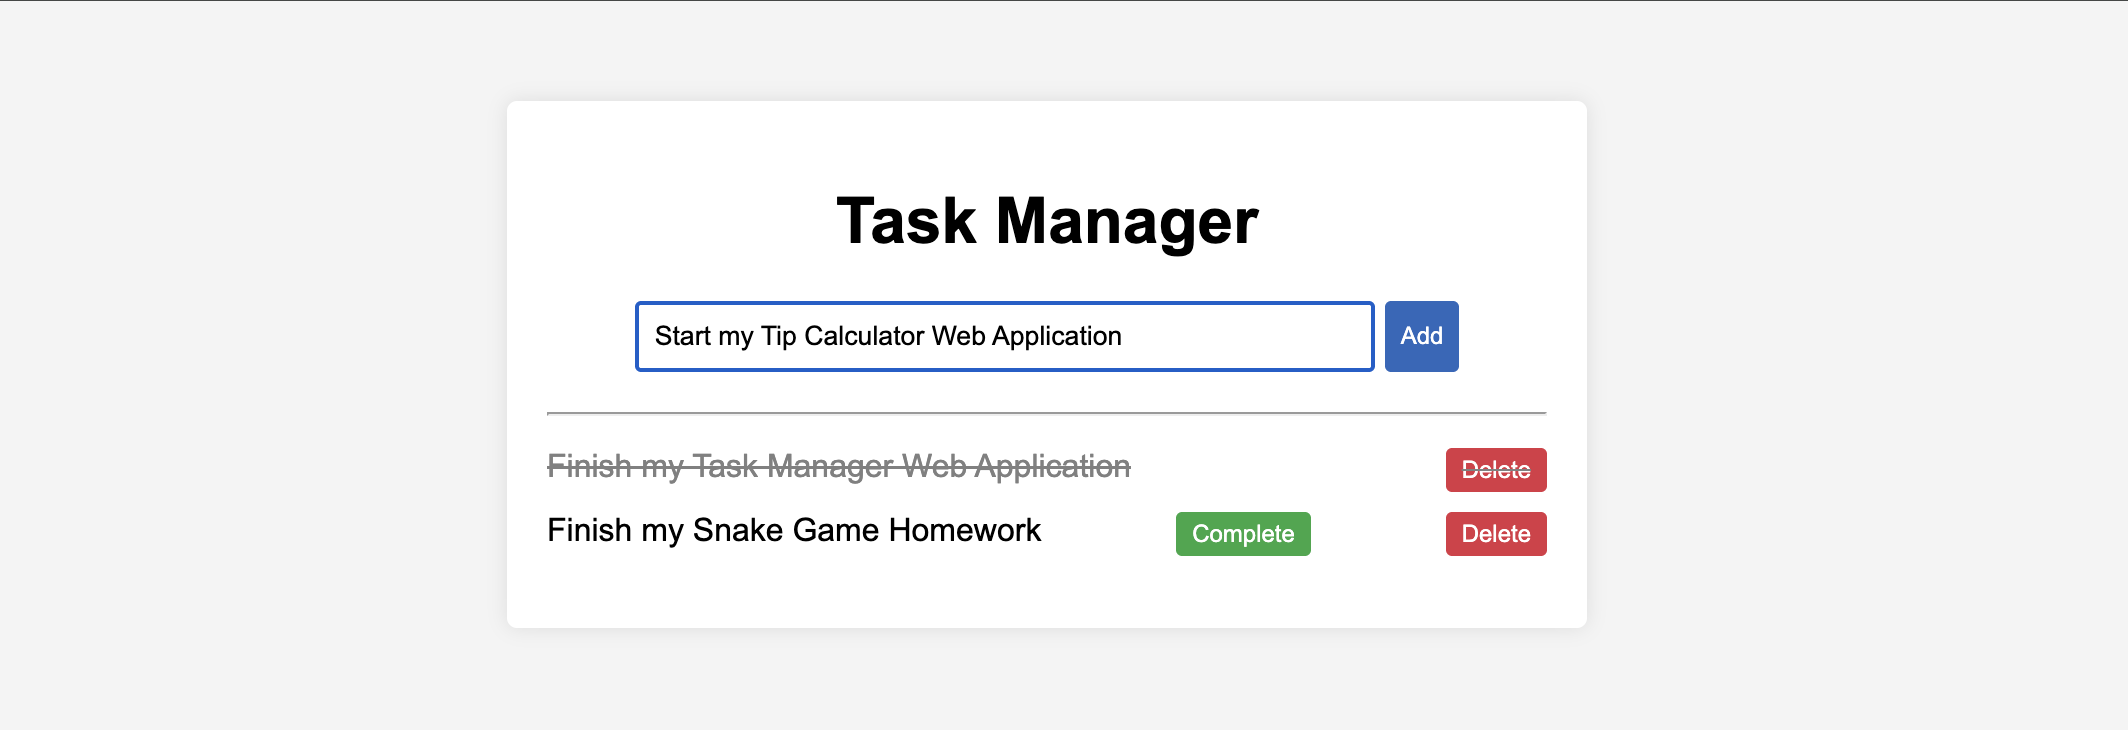 Task Manager
Start my Tip Calculator Web Application Add
Finish my Task Manager Web Application Delete
Finish my Snake Game Homework Complete Delete